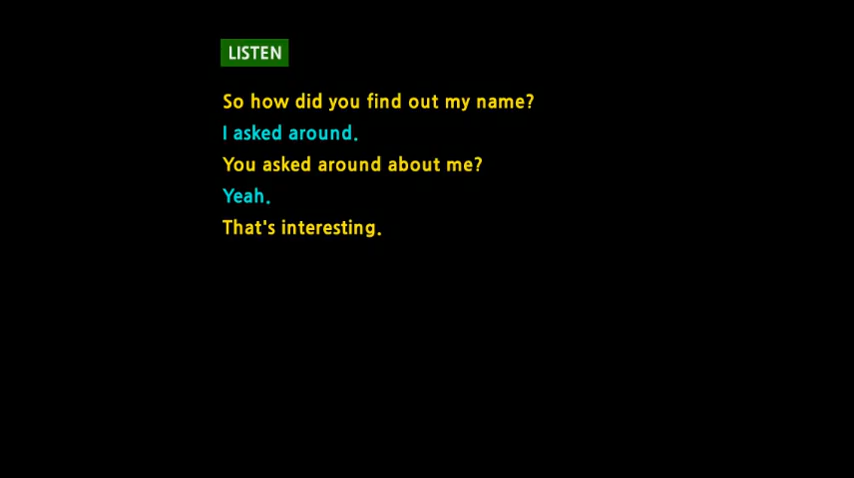 LISTEN
So how did you find out my name?
I asked around.
You asked around about me?
Yeah.
That's interesting.